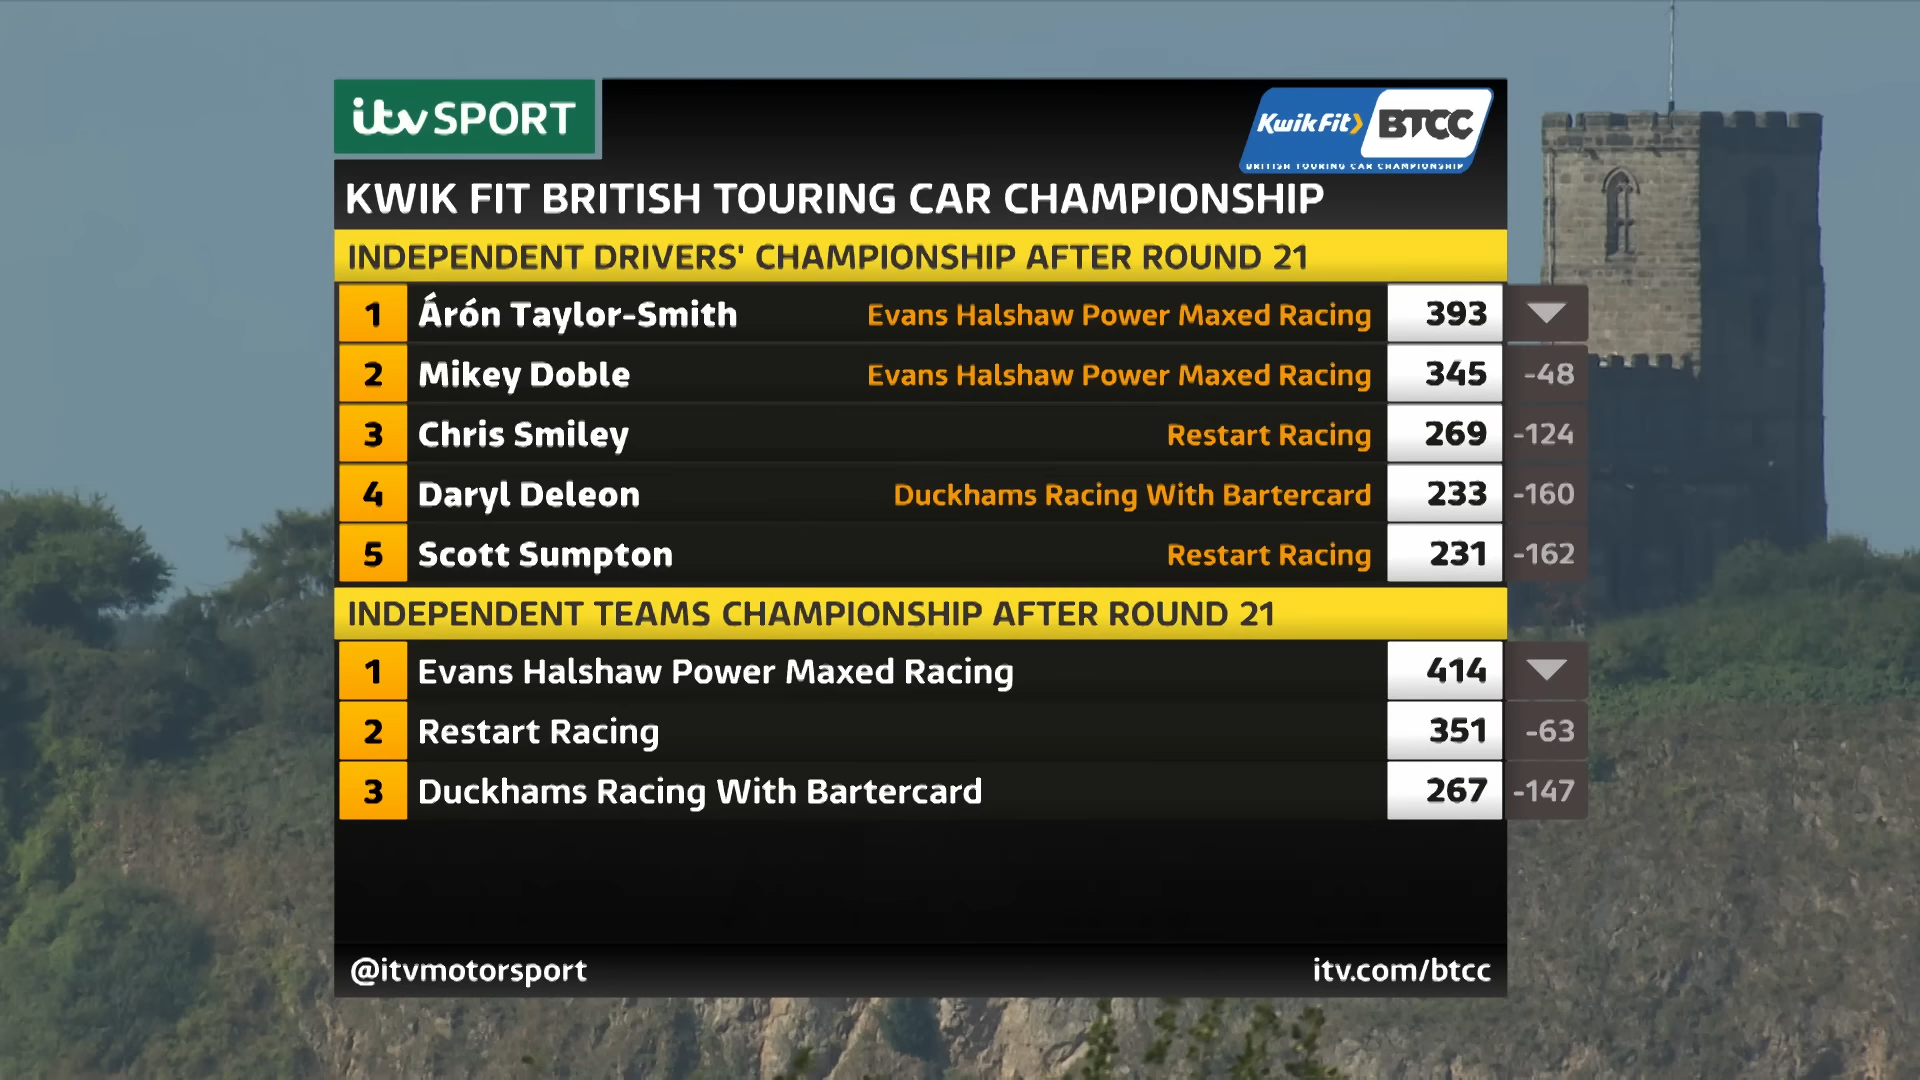 itv SPORT
KwikFit BTCC
BRITISH TOURING CAR CHAMPIONSHIP
KWIK FIT BRITISH TOURING CAR CHAMPIONSHIP
INDEPENDENT DRIVERS' CHAMPIONSHIP AFTER ROUND 21
1 Árón Taylor-Smith Evans Halshaw Power Maxed Racing 393
2 Mikey Doble Evans Halshaw Power Maxed Racing 345 -48
3 Chris Smiley Restart Racing 269 -124
4 Daryl Deleon Duckhams Racing With Bartercard 233 -160
5 Scott Sumpton Restart Racing 231 -162
INDEPENDENT TEAMS CHAMPIONSHIP AFTER ROUND 21
1 Evans Halshaw Power Maxed Racing 414
2 Restart Racing 351 -63
3 Duckhams Racing With Bartercard 267 -147
@itvmotorsport itv.com/btcc